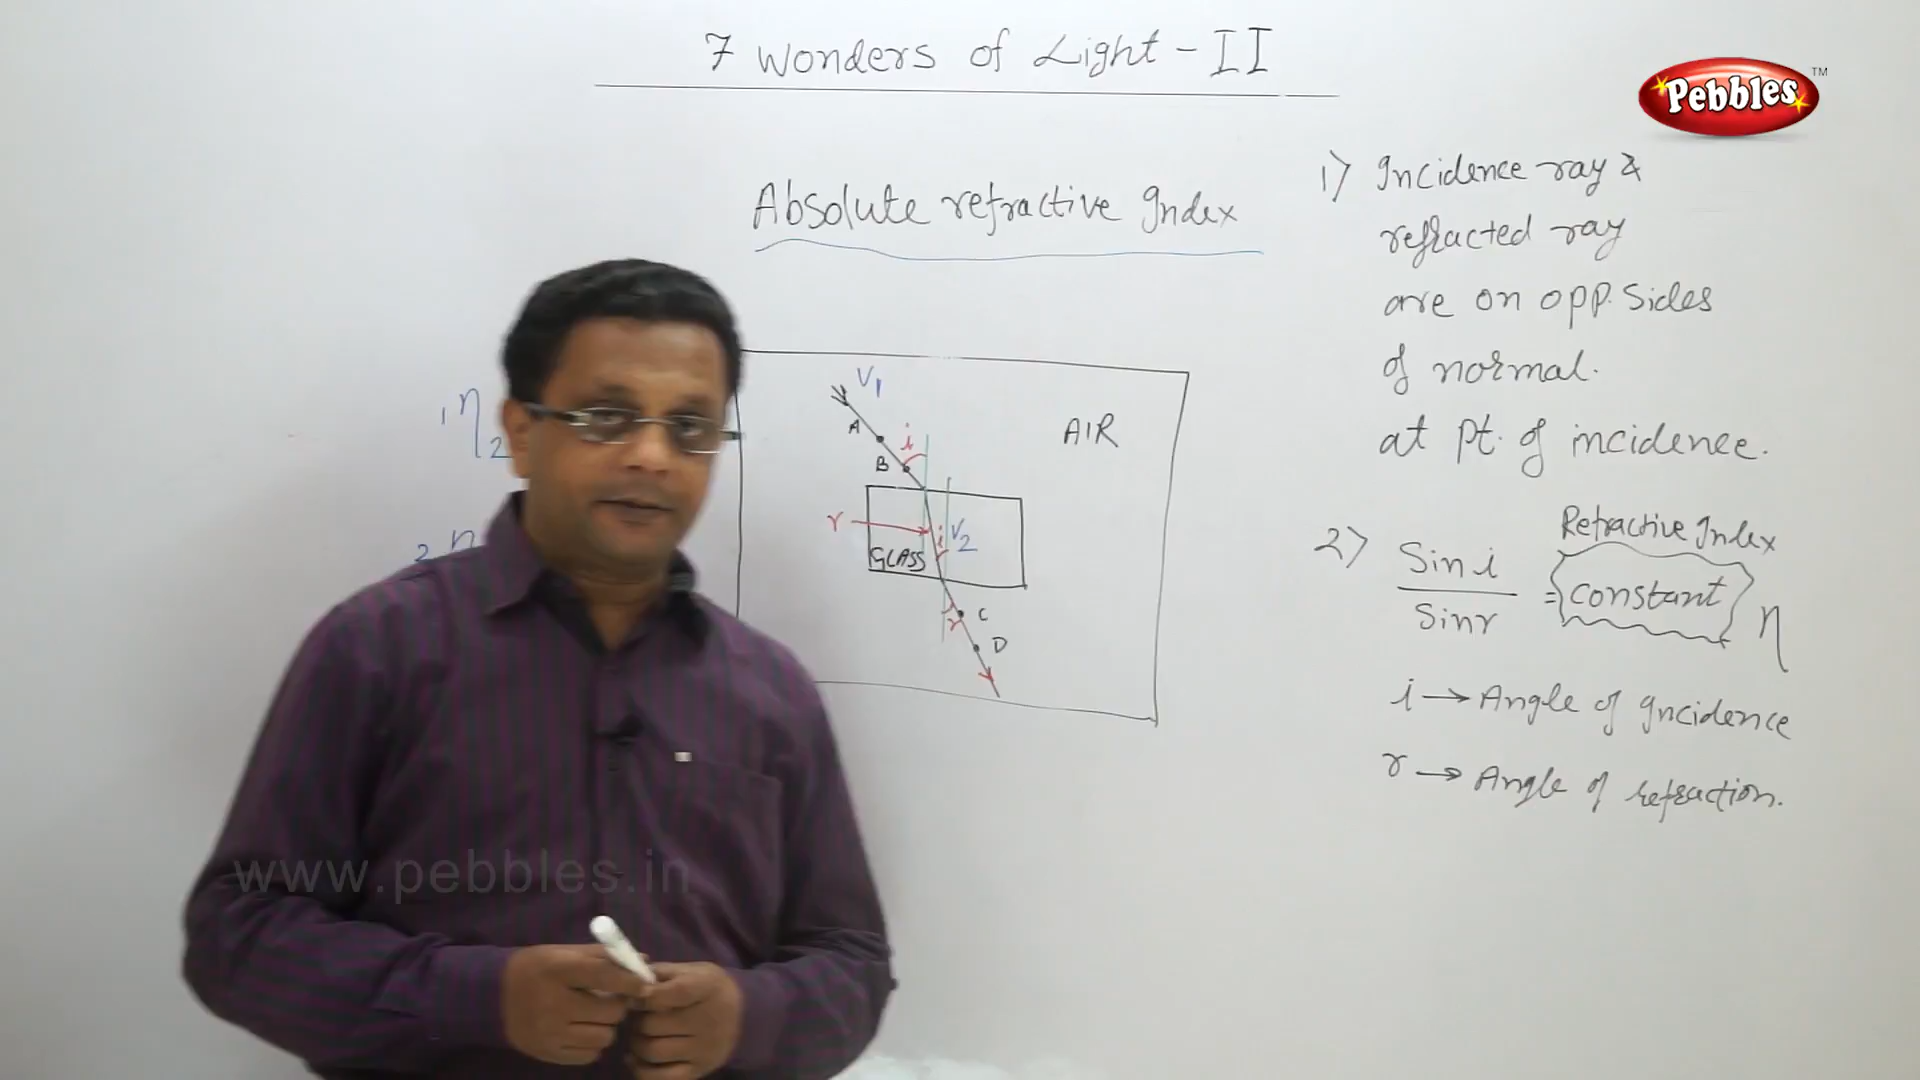 7 Wonders of Light - II
Pebbles TM
Absolute refractive Index
1) Incidence ray &
refracted ray
are on opp. sides
of normal.
at pt. of incidence.
2) Sin i / Sin r = constant η
Refractive Index
i → Angle of Incidence
r → Angle of refraction.
1η2
2η
V1
A
B
i
AIR
r
i
V2
GLASS
C
r
D
www.pebbles.in